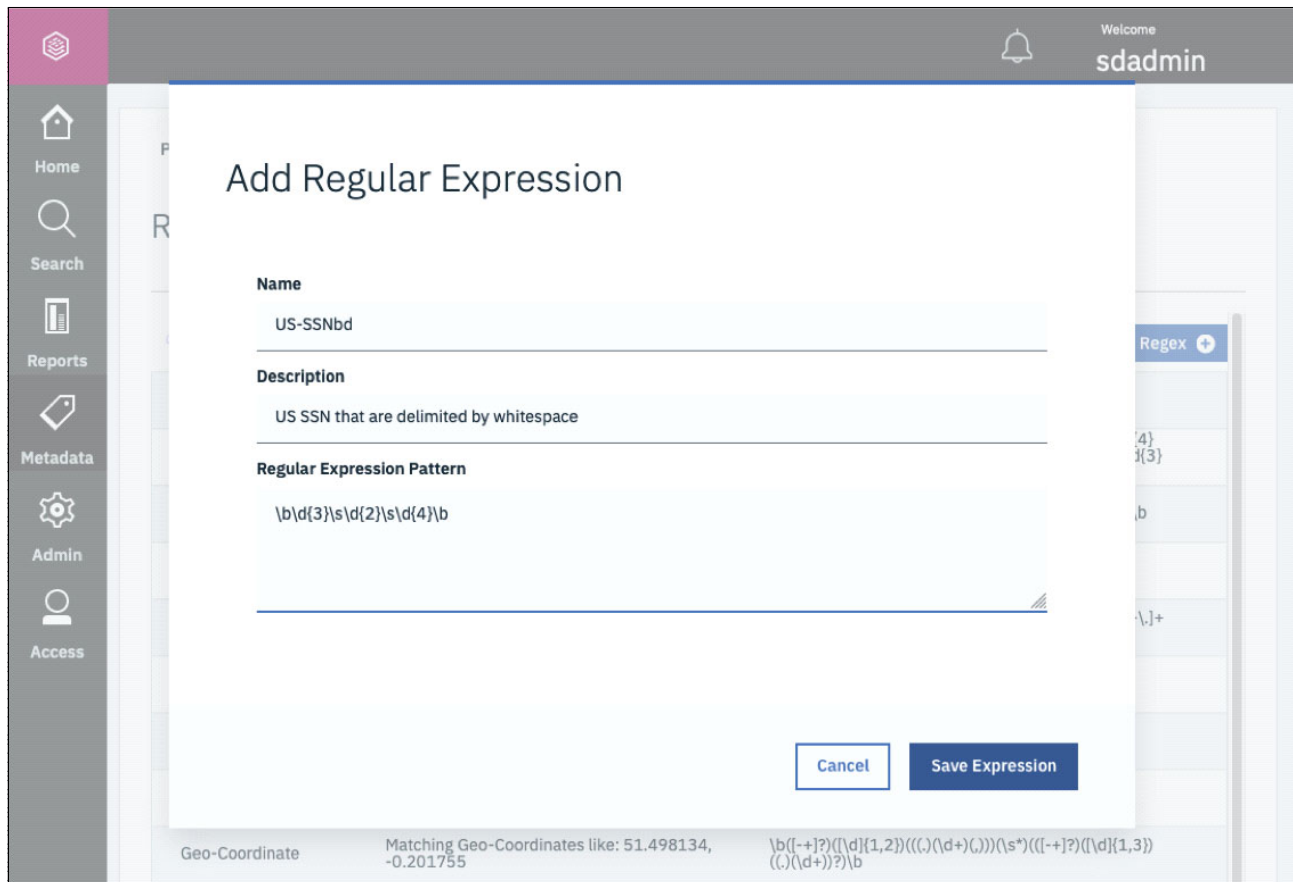 Welcome
sdadmin
Home
Search
Reports
Metadata
Admin
Access
P
R
Add Regular Expression
Name
US-SSNbd
Description
US SSN that are delimited by whitespace
Regular Expression Pattern
\b\d{3}\s\d{2}\s\d{4}\b
Cancel
Save Expression
Regex
{4}
d{3}
\b
-\.]+
Geo-Coordinate
Matching Geo-Coordinates like: 51.498134,
-0.201755
\b([-+]?)([\d]{1,2})(((.)(\d+)(,)))(\s*)(([-+]?)([\d]{1,3})
((.)(\d+))?)\b